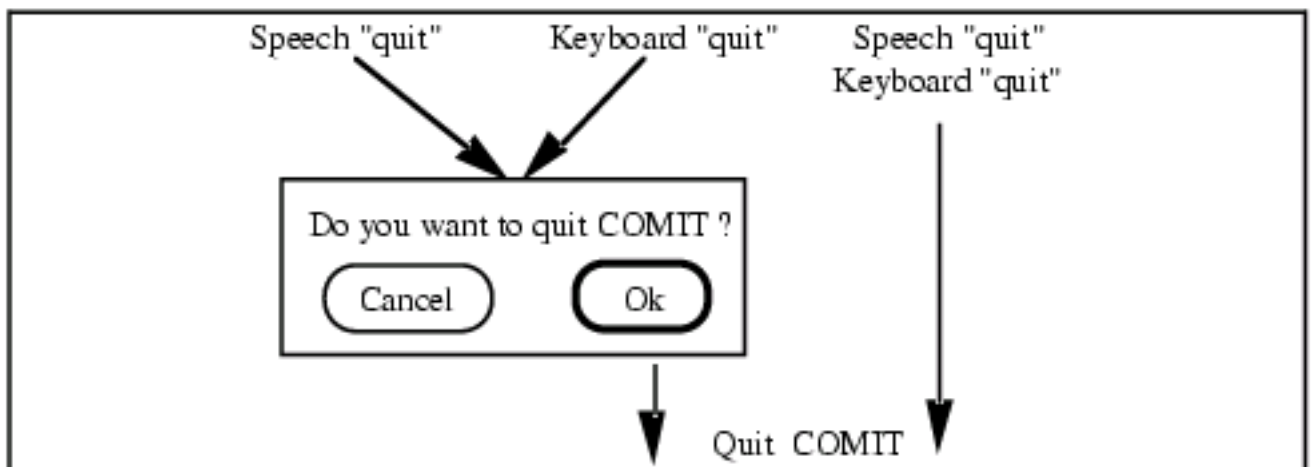 Speech "quit" Keyboard "quit" Speech "quit"
Keyboard "quit"
Do you want to quit COMIT ?
Cancel Ok
Quit COMIT